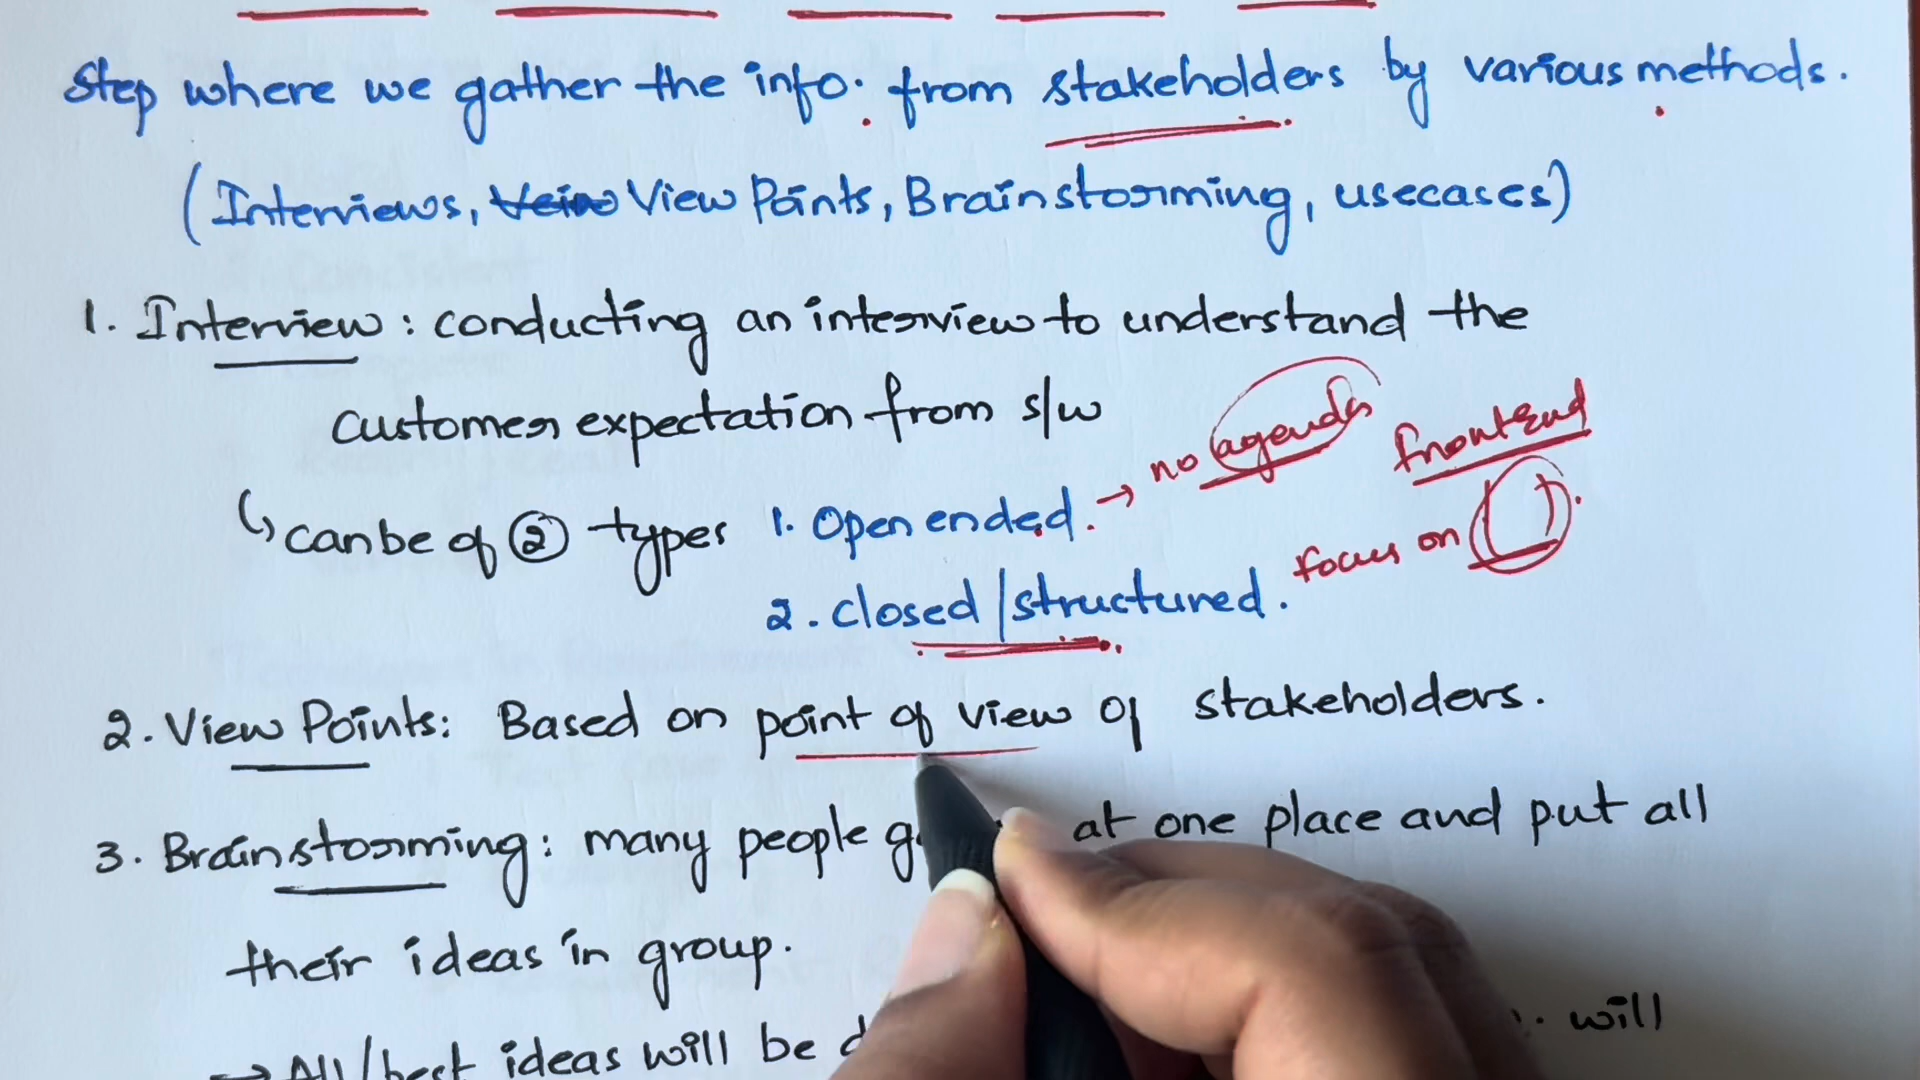 Step where we gather the info. from stakeholders by various methods.
(Interviews, View Points, Brainstorming, usecases)
1. Interview : conducting an interview to understand the
customer expectation from s/w
→ no agenda
frontend
↳ can be of ② types 1. Open ended.
focus on ( ).
2. closed/structured.
2. View Points: Based on point of view of stakeholders.
3. Brainstorming: many people at one place and put all
their ideas in group.
→ All/best ideas will be will